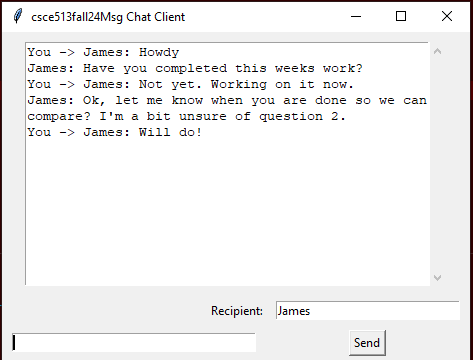 csce513fall24Msg Chat Client
You -> James: Howdy
James: Have you completed this weeks work?
You -> James: Not yet. Working on it now.
James: Ok, let me know when you are done so we can
compare? I'm a bit unsure of question 2.
You -> James: Will do!
Recipient: James
Send